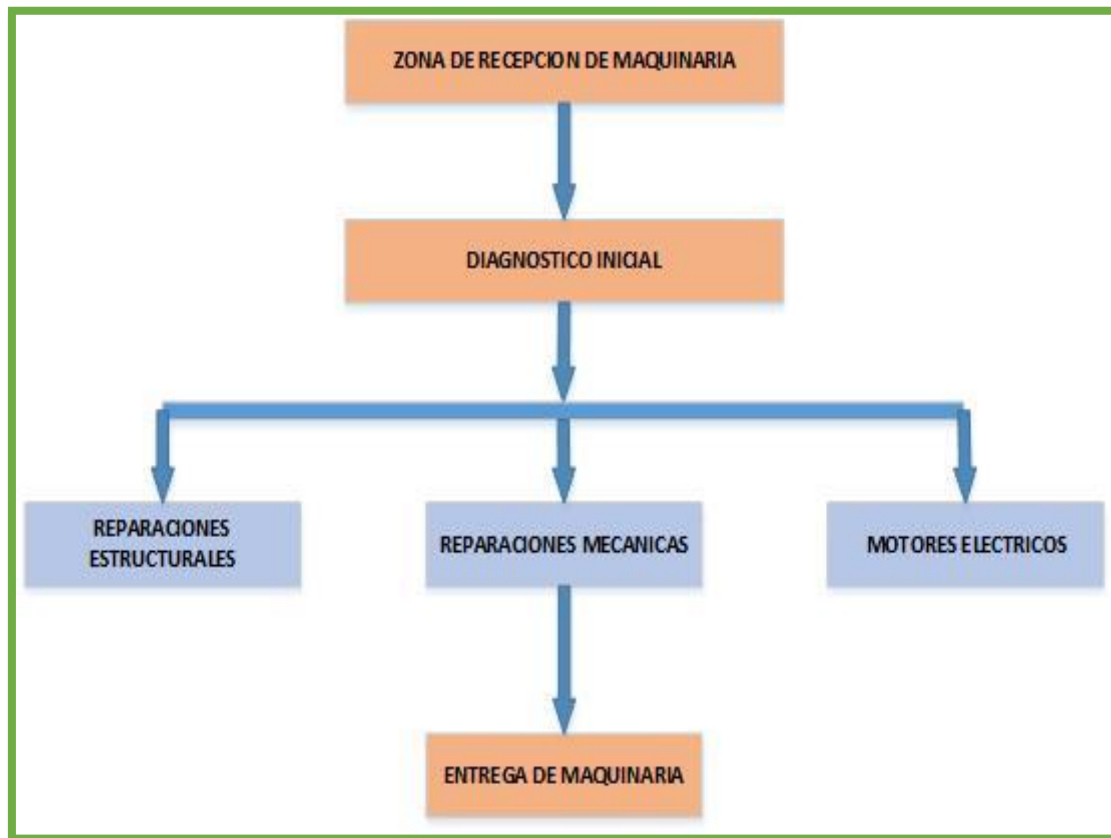 ZONA DE RECEPCION DE MAQUINARIA
DIAGNOSTICO INICIAL
REPARACIONES
ESTRUCTURALES
REPARACIONES MECANICAS
MOTORES ELECTRICOS
ENTREGA DE MAQUINARIA